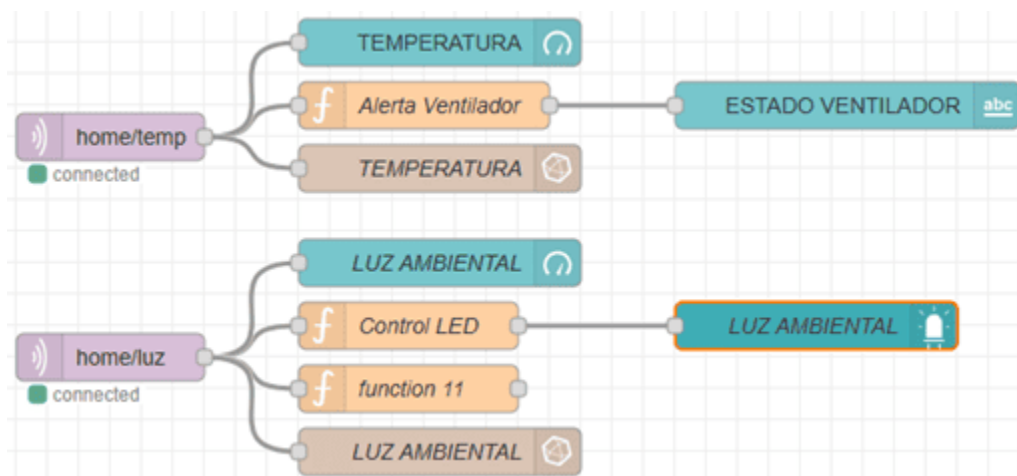 TEMPERATURA
Alerta Ventilador
ESTADO VENTILADOR
abc
home/temp
connected
TEMPERATURA
LUZ AMBIENTAL
Control LED
LUZ AMBIENTAL
home/luz
connected
function 11
LUZ AMBIENTAL